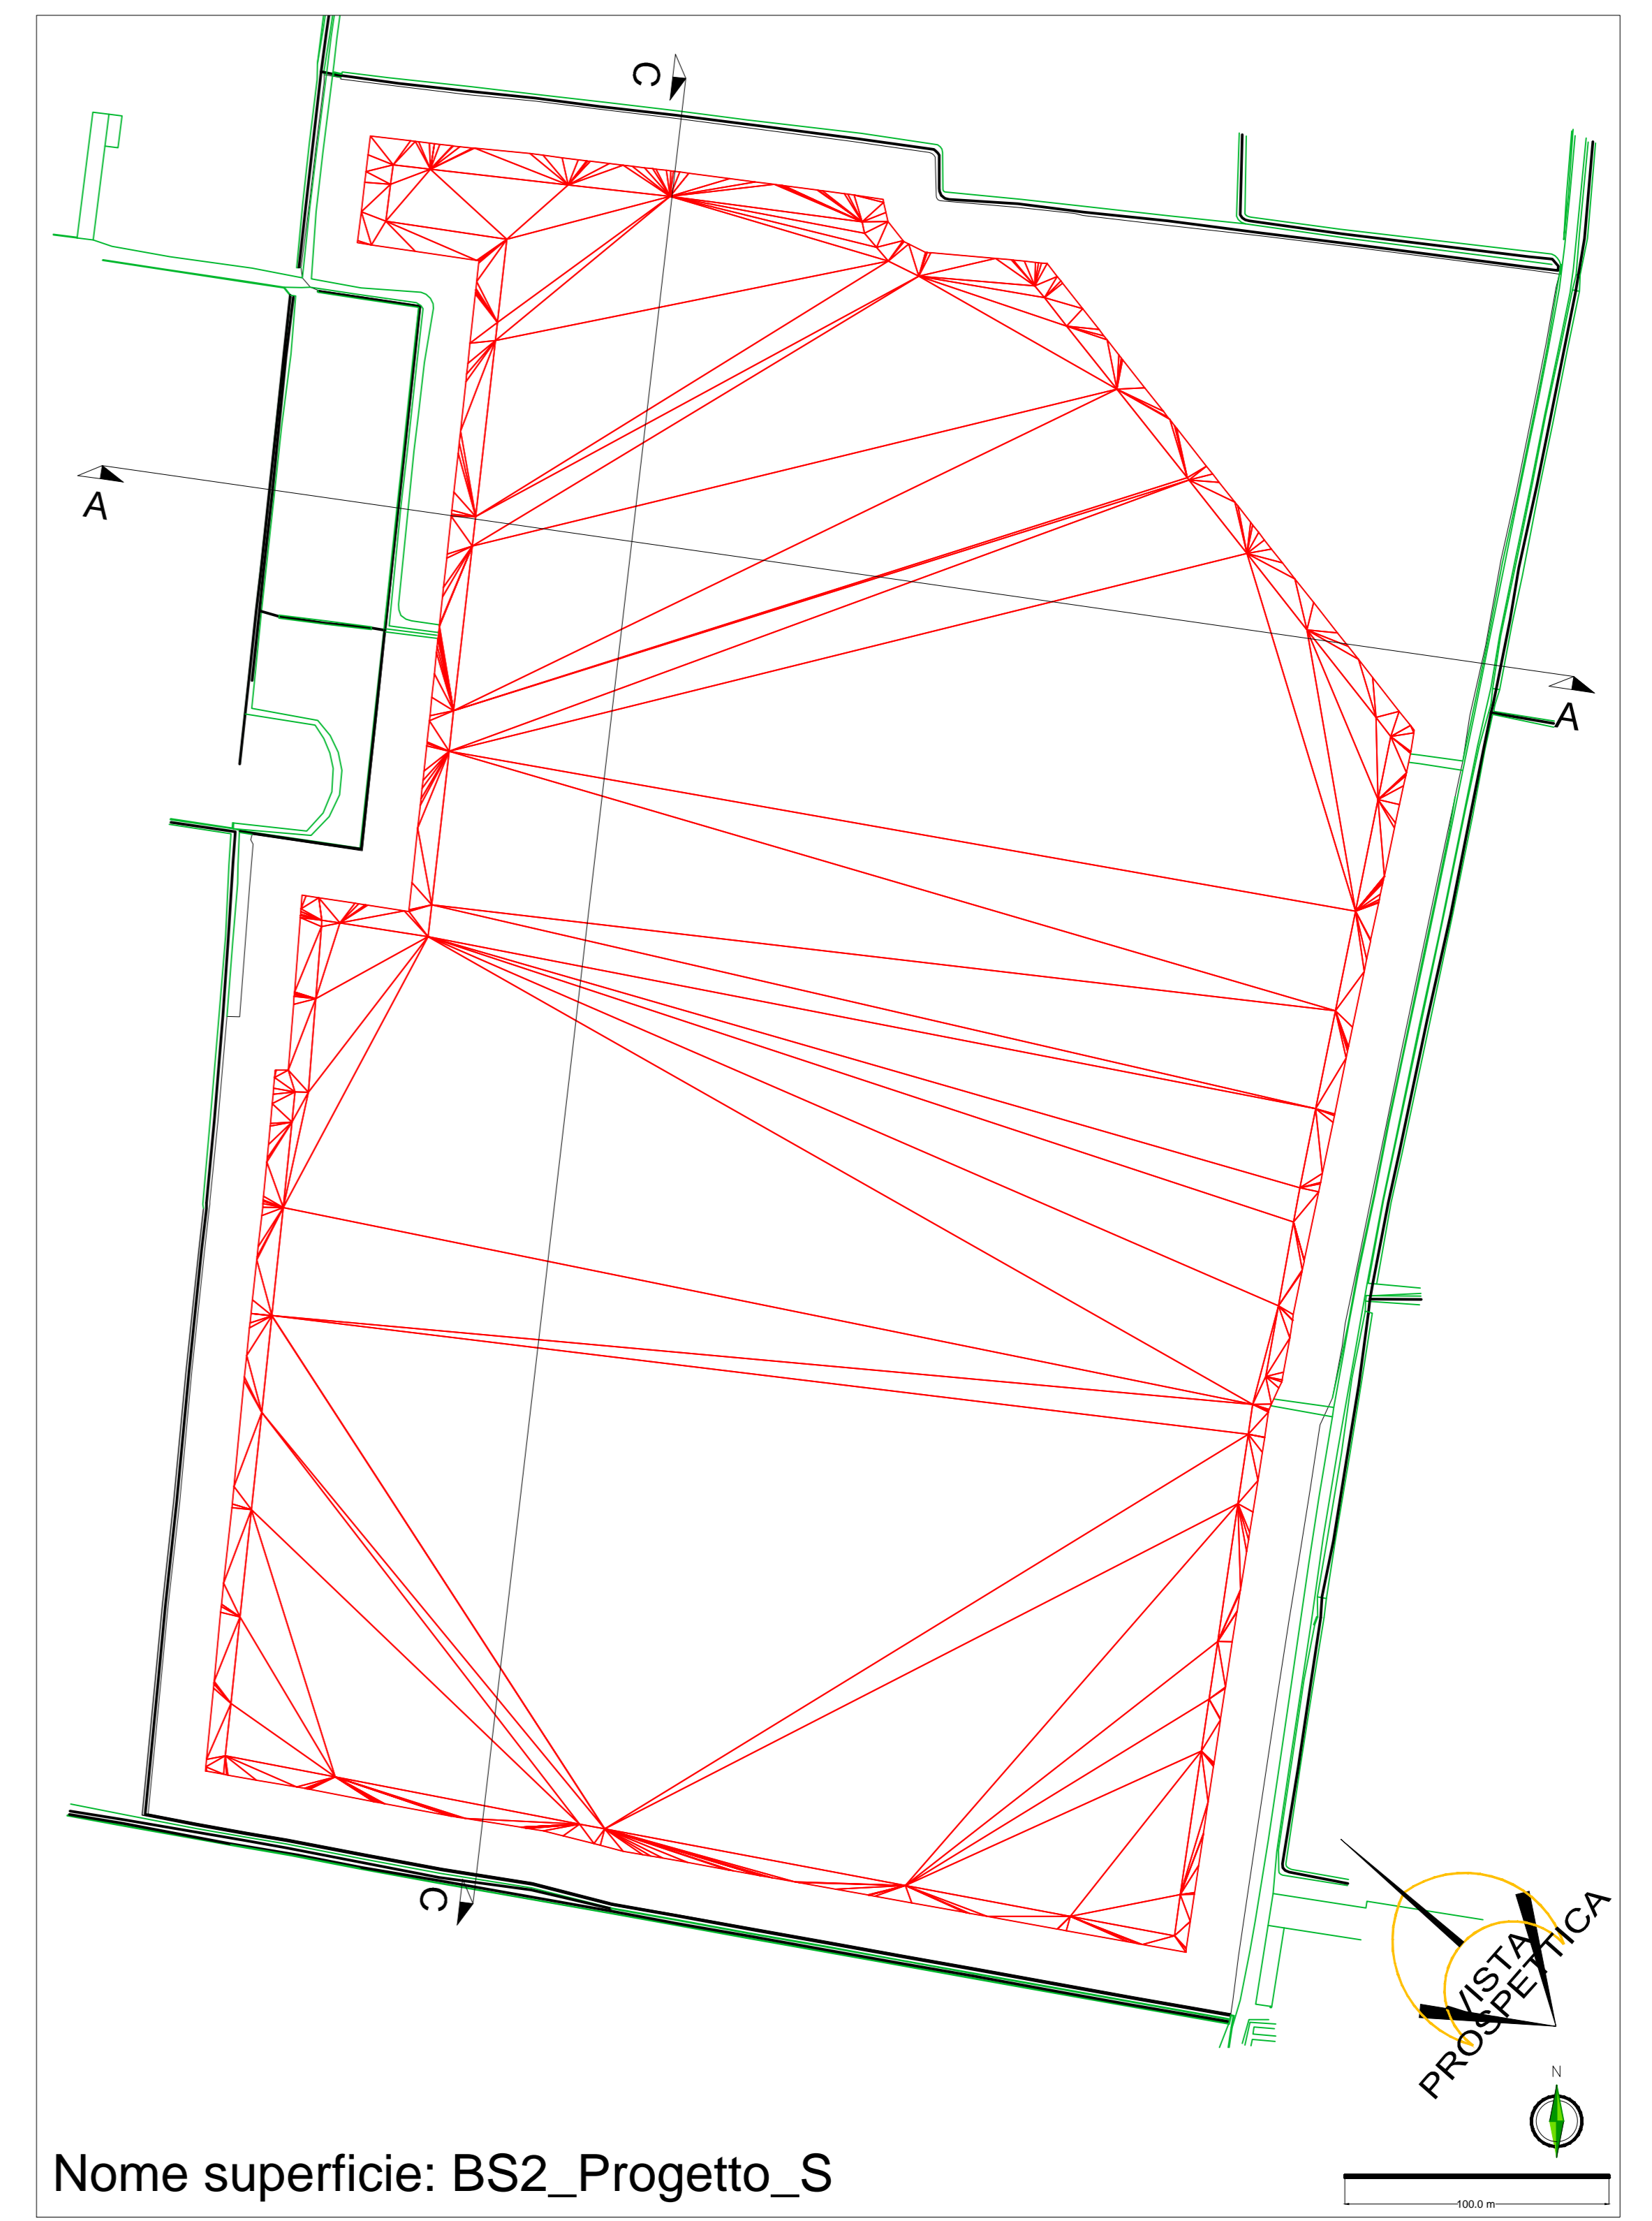 C
A
A
C
VISTA
PROSPETTICA
N
Nome superficie: BS2_Progetto_S
100.0 m